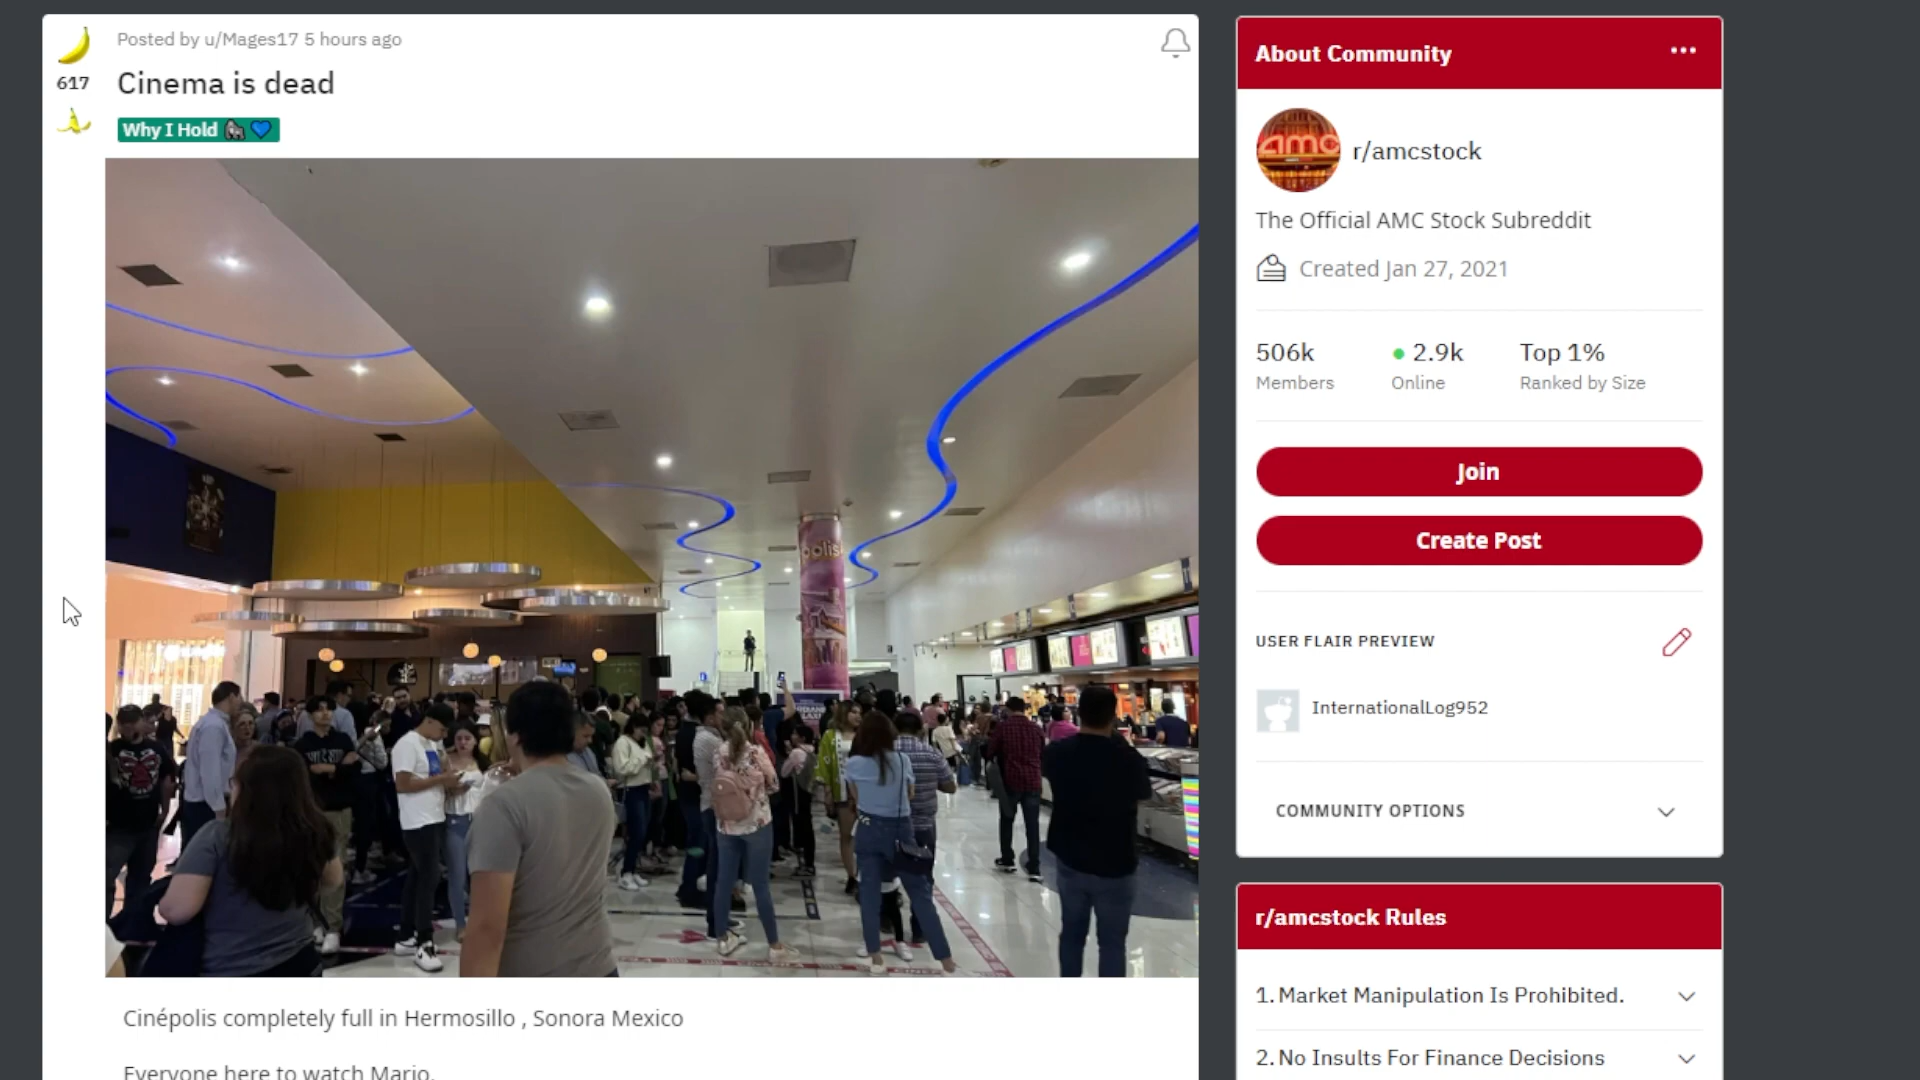 Posted by u/Mages17 5 hours ago
617
Cinema is dead
Why I Hold
polis
Cinépolis completely full in Hermosillo , Sonora Mexico
Everyone here to watch Mario.
About Community
amc
r/amcstock
The Official AMC Stock Subreddit
Created Jan 27, 2021
506k 2.9k Top 1%
Members Online Ranked by Size
Join
Create Post
USER FLAIR PREVIEW
InternationalLog952
COMMUNITY OPTIONS
r/amcstock Rules
1. Market Manipulation Is Prohibited.
2. No Insults For Finance Decisions